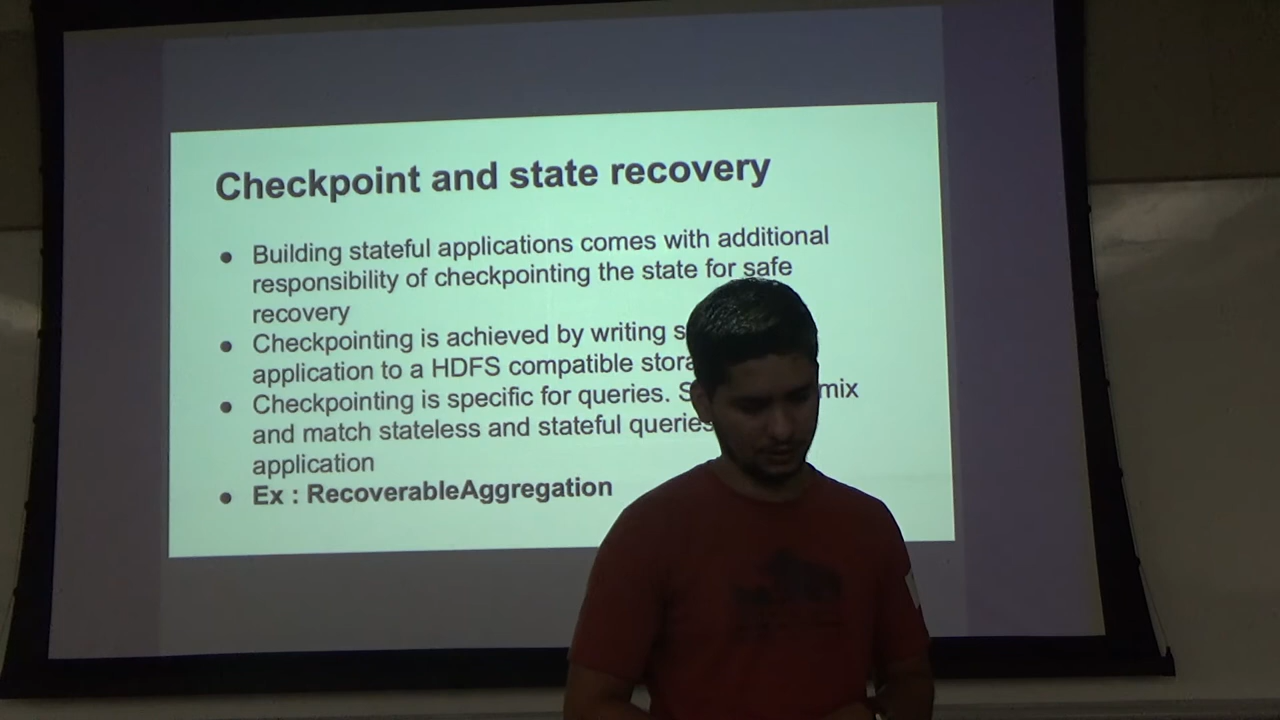 Checkpoint and state recovery
● Building stateful applications comes with additional
responsibility of checkpointing the state for safe
recovery
● Checkpointing is achieved by writing
application to a HDFS compatible
● Checkpointing is specific for queries. mix
and match stateless and stateful queries
application
● Ex : RecoverableAggregation